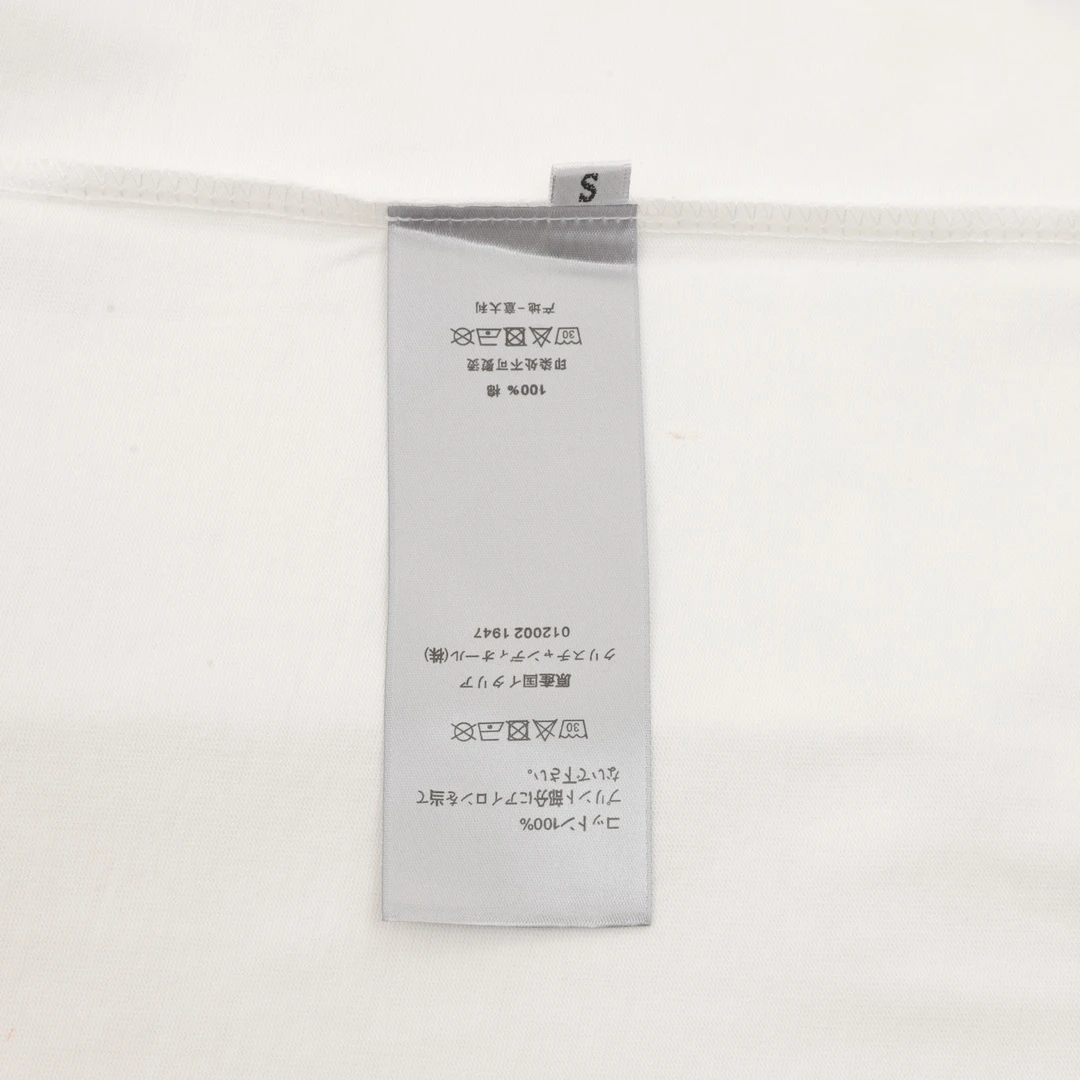 S
コットン100%
プリント部分にアイロンを当て
ないで下さい。
30
原産国イタリア
クリスチャンディオール(株)
012002 1947
100% 棉
印染处不可熨烫
30
产地-意大利